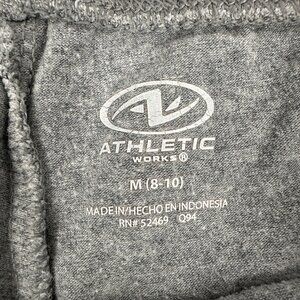 ATHLETIC
WORKS®
M (8-10)
MADE IN/HECHO EN INDONESIA
RN# 52469 Q94